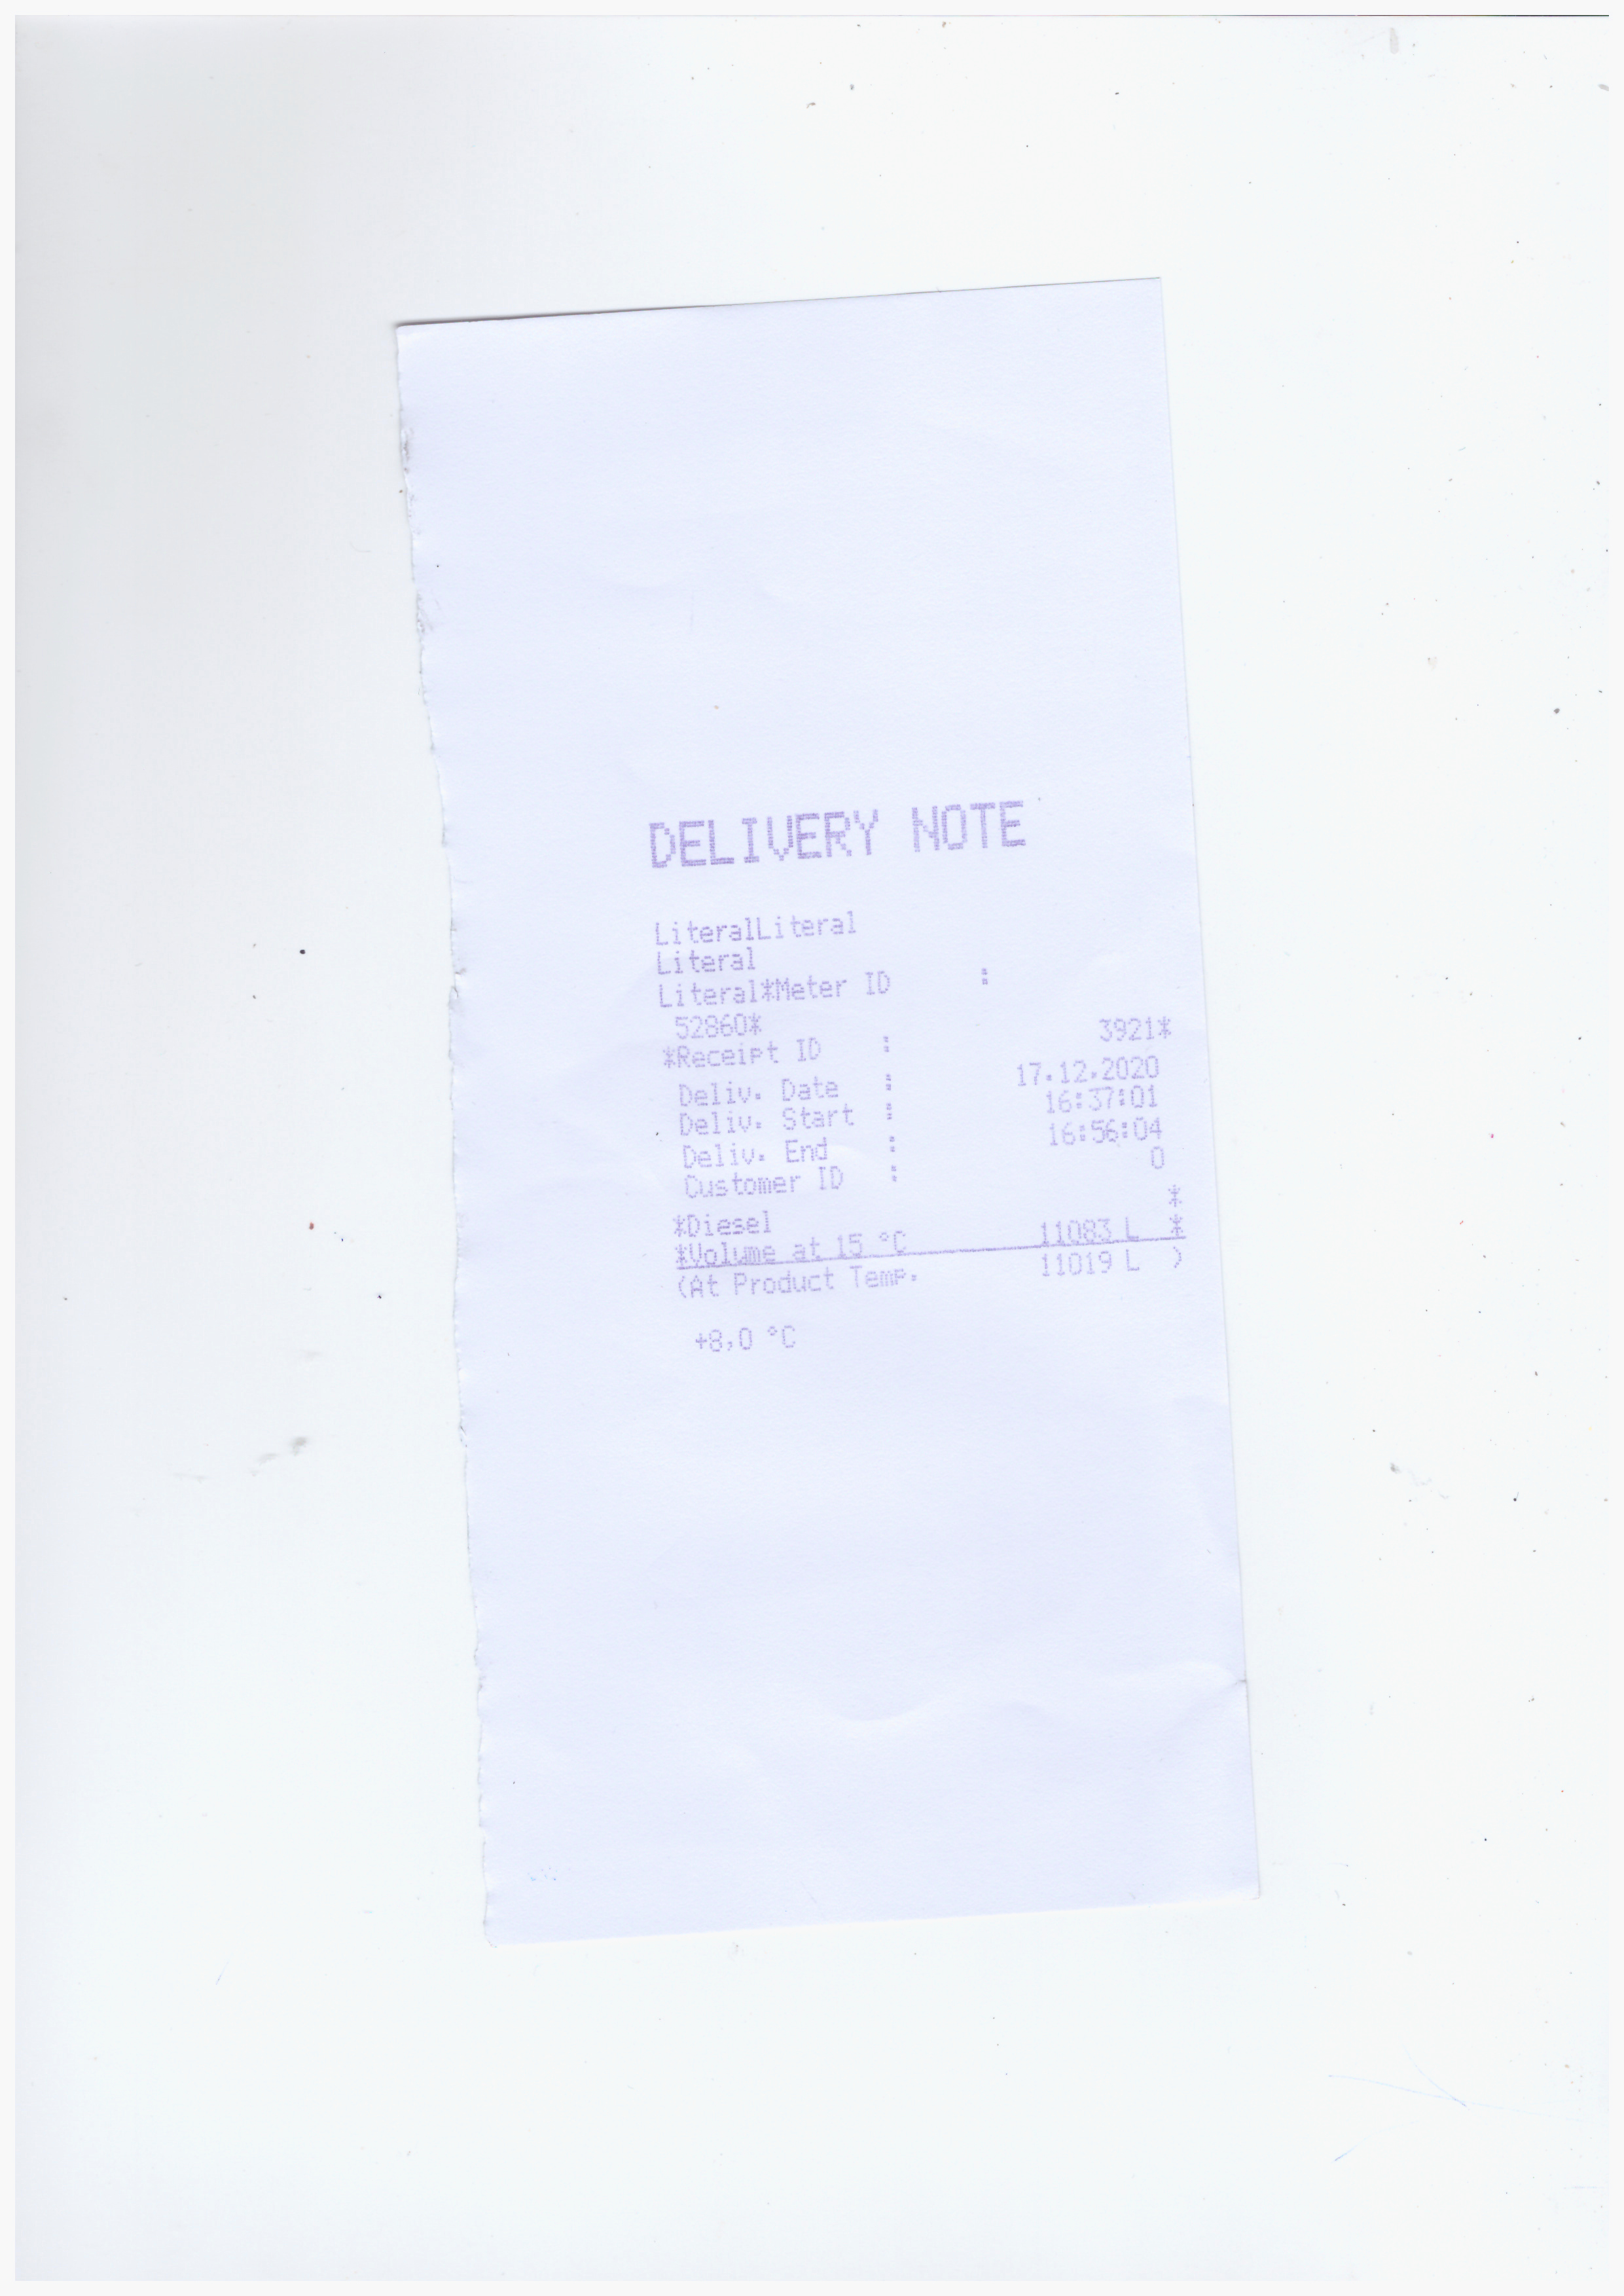 DELIVERY NOTE
LiteralLiteral
Literal
Literal*Meter ID :
52860*
*Receipt ID : 3921*
Deliv. Date : 17.12.2020
Deliv. Start : 16:37:01
Deliv. End : 16:56:04
Customer ID : 0
*Diesel *
*Volume at 15 °C 11083 L *
(At Product Temp. 11019 L )
+8,0 °C